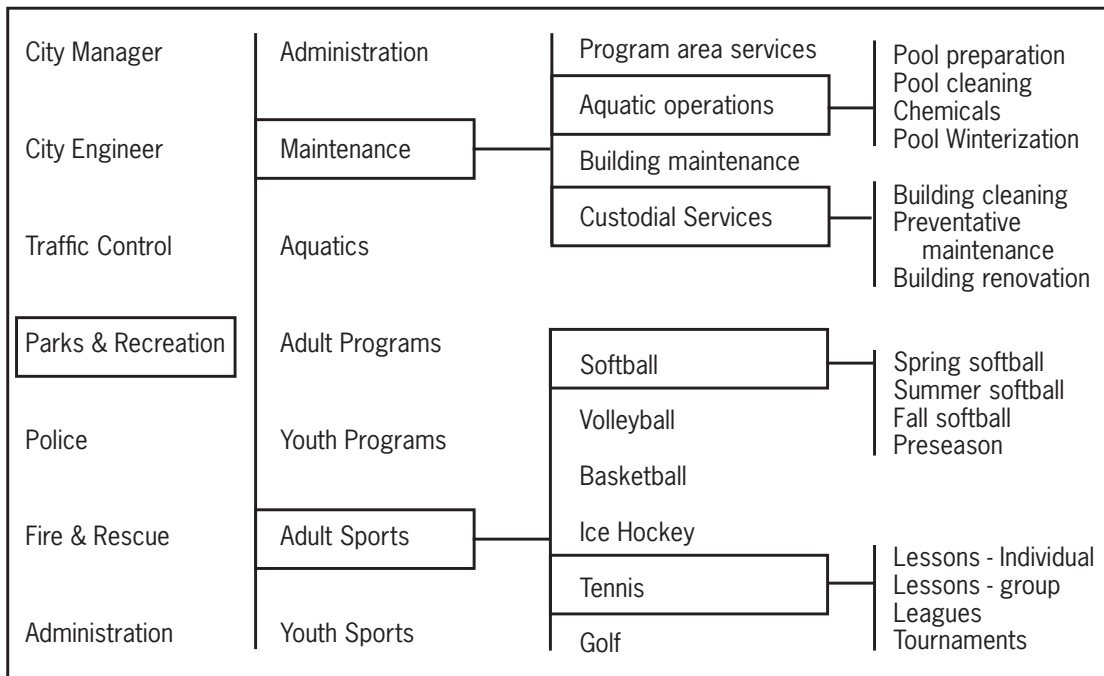 City Manager
City Engineer
Traffic Control
Parks & Recreation
Police
Fire & Rescue
Administration
Administration
Maintenance
Aquatics
Adult Programs
Youth Programs
Adult Sports
Youth Sports
Program area services
Aquatic operations
Building maintenance
Custodial Services
Softball
Volleyball
Basketball
Ice Hockey
Tennis
Golf
Pool preparation
Pool cleaning
Chemicals
Pool Winterization
Building cleaning
Preventative
maintenance
Building renovation
Spring softball
Summer softball
Fall softball
Preseason
Lessons - Individual
Lessons - group
Leagues
Tournaments